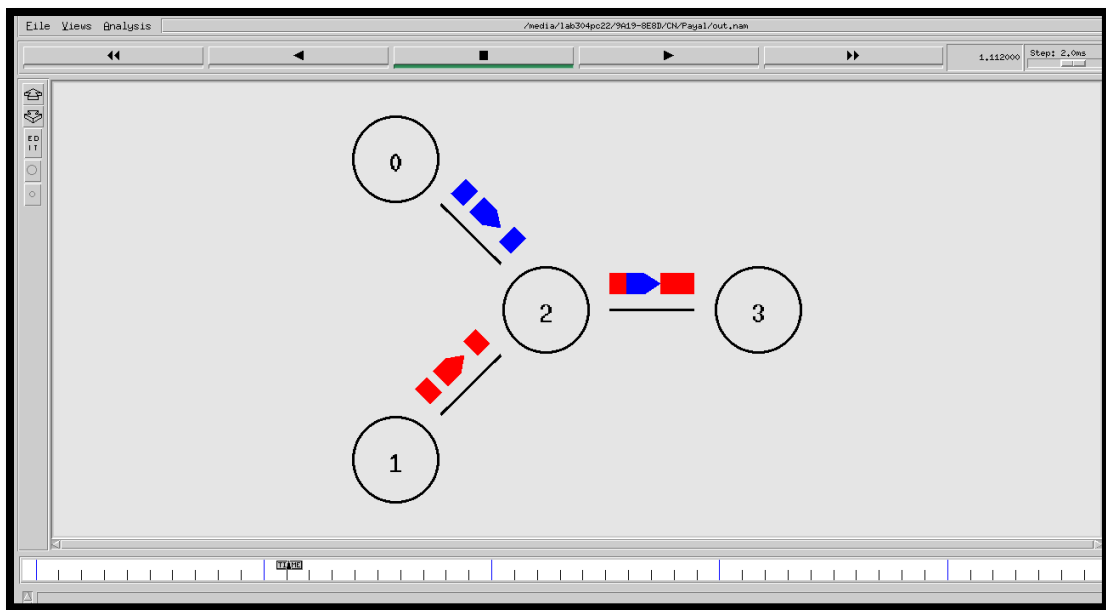 File Views Analysis
/media/lab304pc22/9A19-8E8D/CN/Payal/out.nam
1.112000
Step: 2.0ms
ED
IT
0
2
3
1
TIME